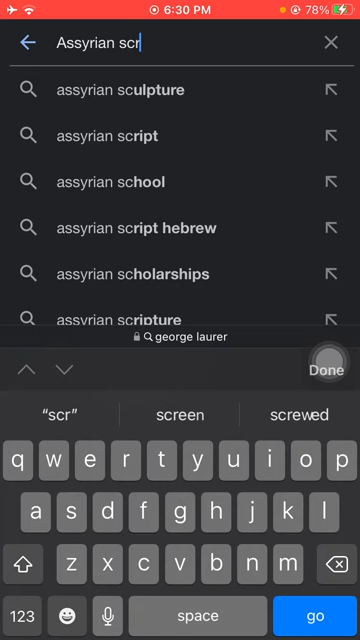 6:30 PM
78%
Assyrian scr
assyrian sculpture
assyrian script
assyrian school
assyrian script hebrew
assyrian scholarships
assyrian scripture
george laurer
Done
“scr” screen screwed
q w e r t y u i o p
a s d f g h j k l
z x c v b n m
123 space go